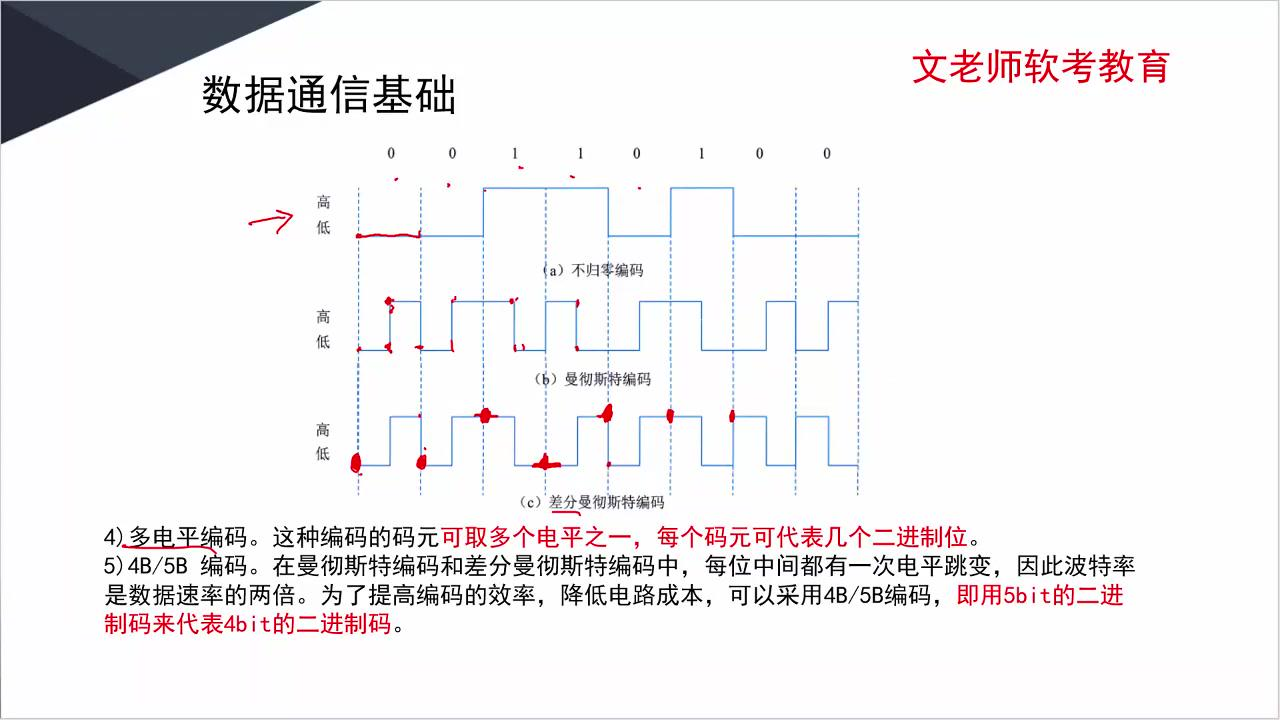 文老师软考教育
数据通信基础
0 0 1 1 0 1 0 0
高
低
（a）不归零编码
高
低
（b）曼彻斯特编码
高
低
（c）差分曼彻斯特编码
4)多电平编码。这种编码的码元可取多个电平之一，每个码元可代表几个二进制位。
5)4B/5B 编码。在曼彻斯特编码和差分曼彻斯特编码中，每位中间都有一次电平跳变，因此波特率
是数据速率的两倍。为了提高编码的效率，降低电路成本，可以采用4B/5B编码，即用5bit的二进
制码来代表4bit的二进制码。